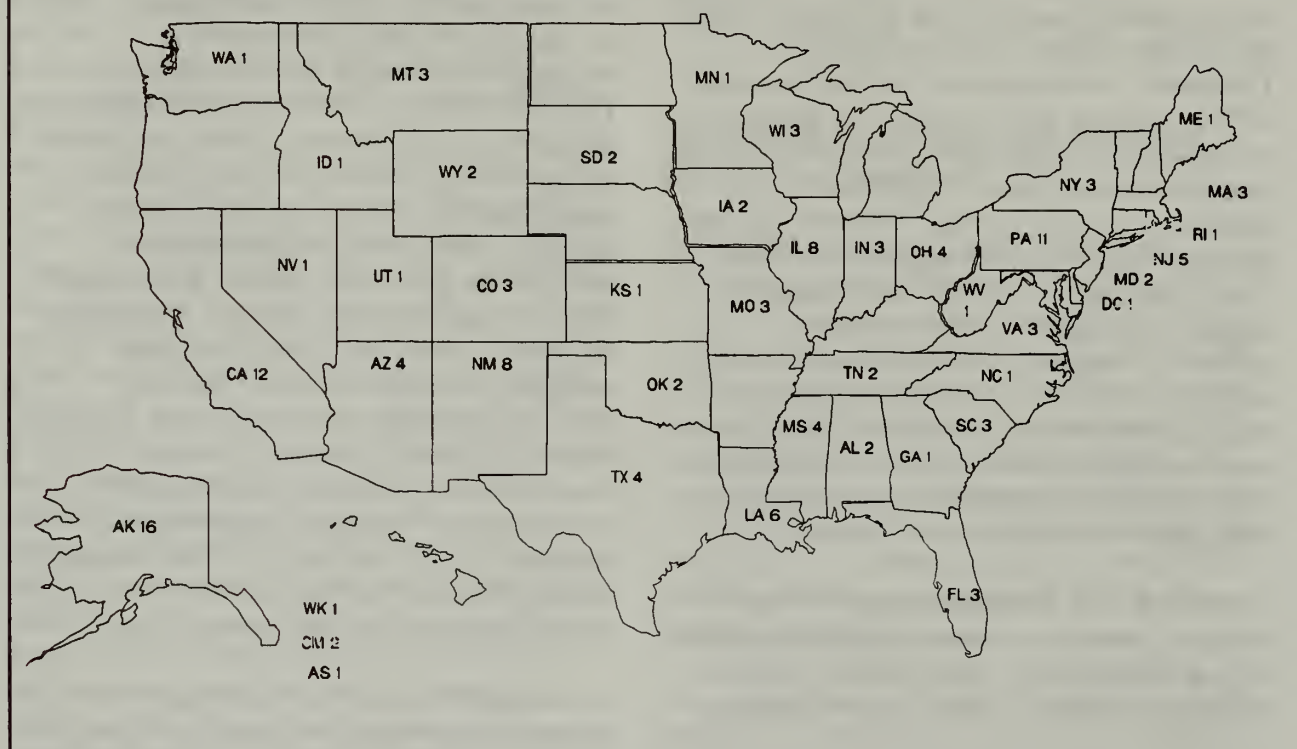 WA 1
MT 3
MN 1
ME 1
WI 3
ID 1
SD 2
WY 2
NY 3
MA 3
IA 2
PA 11
RI 1
IL 8
IN 3
OH 4
NJ 5
NV 1
UT 1
CO 3
KS 1
MO 3
WV
1
MD 2
DC 1
VA 3
CA 12
AZ 4
NM 8
OK 2
TN 2
NC 1
MS 4
AL 2
GA 1
SC 3
TX 4
LA 6
AK 16
FL 3
WK 1
CM 2
AS 1